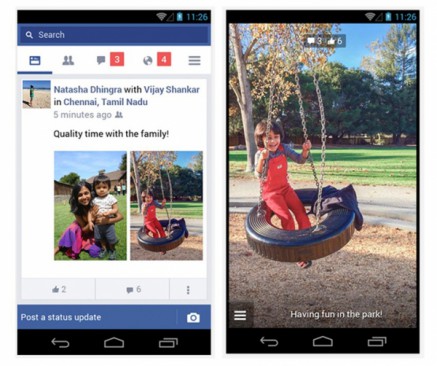 11:26
Search
3
4
Natasha Dhingra with Vijay Shankar
in Chennai, Tamil Nadu
5 minutes ago
Quality time with the family!
2
6
Post a status update
11:26
3
6
Having fun in the park!